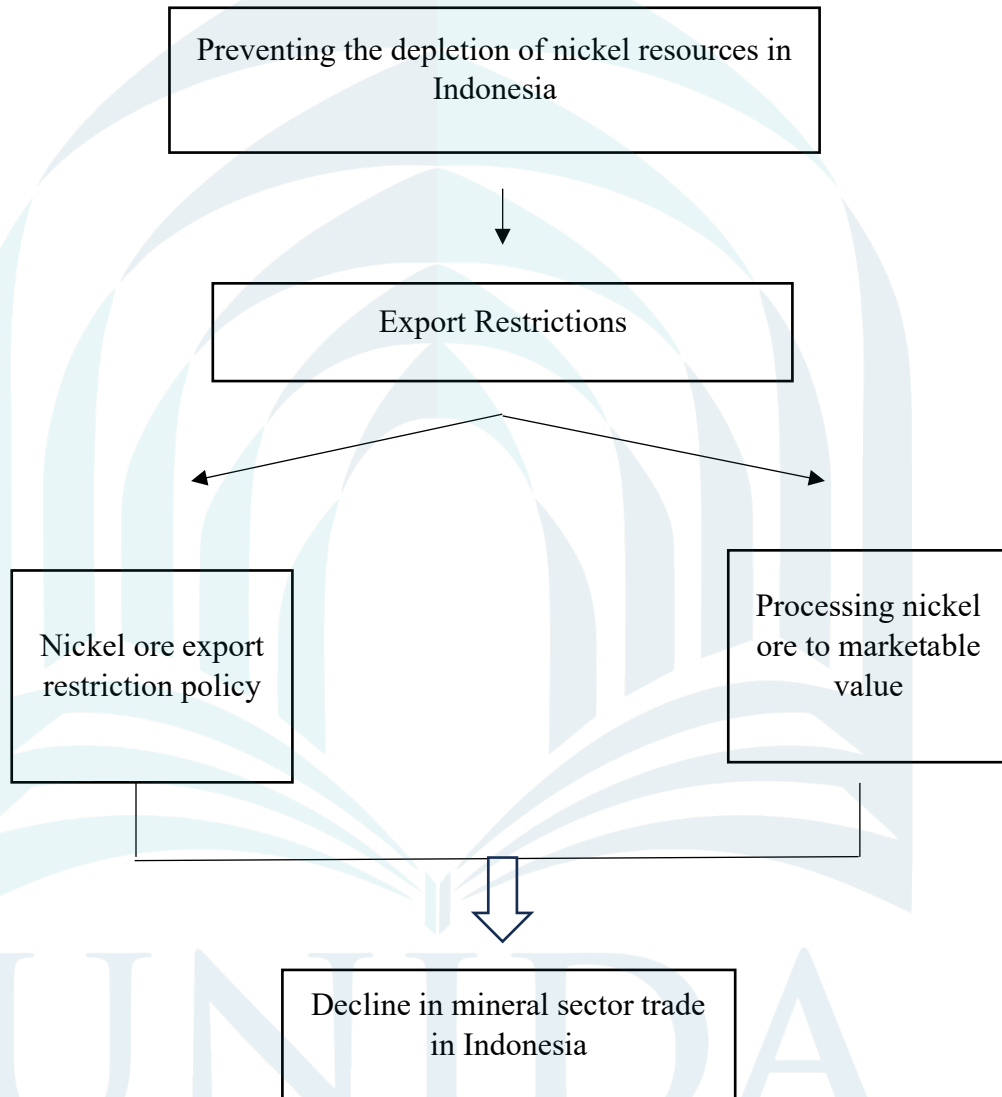 Preventing the depletion of nickel resources in
Indonesia
Export Restrictions
Nickel ore export
restriction policy
Processing nickel
ore to marketable
value
Decline in mineral sector trade
in Indonesia
UNIDA